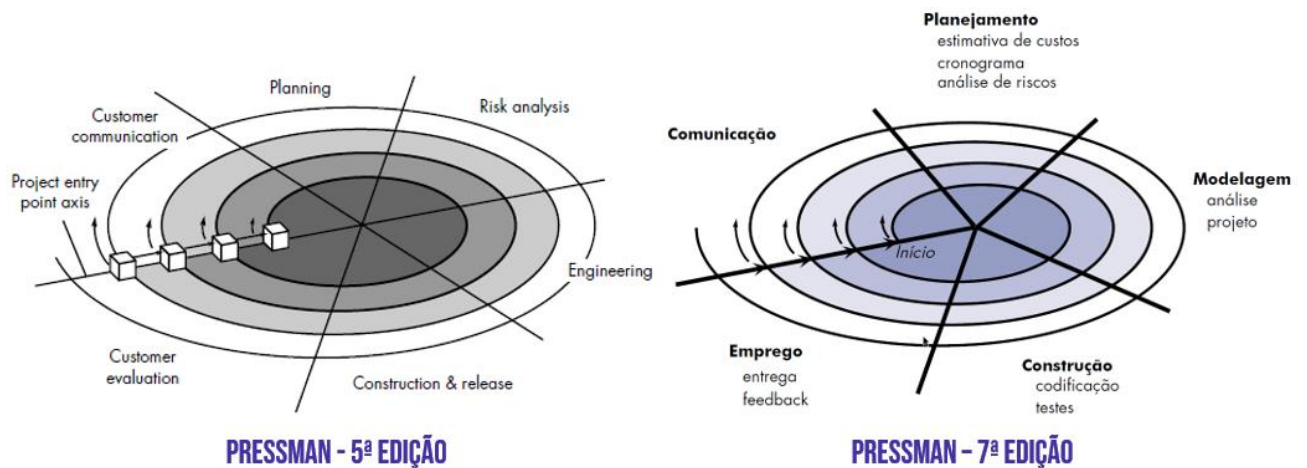 Planning
Risk analysis
Customer
communication
Project entry
point axis
Engineering
Customer
evaluation
Construction & release
PRESSMAN - 5ª EDIÇÃO
Planejamento
estimativa de custos
cronograma
análise de riscos
Comunicação
Modelagem
análise
projeto
Início
Emprego
entrega
feedback
Construção
codificação
testes
PRESSMAN – 7ª EDIÇÃO